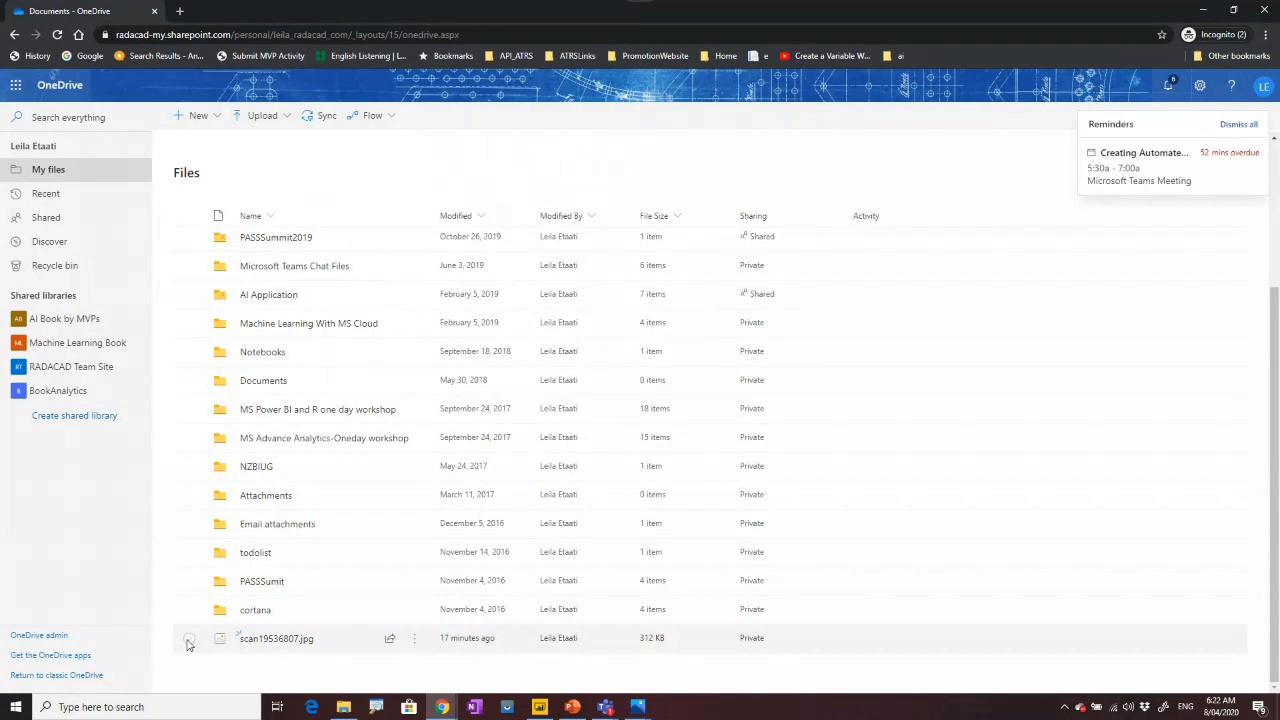 Documents - OneDrive
radacad-my.sharepoint.com/personal/leila_radacad_com/_layouts/15/onedrive.aspx
Incognito (2)
History
Google
Search Results - An...
Submit MVP Activity
English Listening | L...
Bookmarks
API_ATRS
ATRSLinks
PromotionWebsite
Home
e
Create a Variable W...
ai
Other bookmarks
OneDrive
?
LE
Search everything
New
Upload
Sync
Flow
Reminders
Dismiss all
Creating Automate...
52 mins overdue
5:30a - 7:00a
Microsoft Teams Meeting
Leila Etaati
My files
Recent
Shared
Discover
Recycle bin
Shared libraries
AB
AI Book by MVPs
ML
Machine Learning Book
RT
RADACAD Team Site
B
BookAnalytics
Create shared library
OneDrive admin
Get the OneDrive apps
Return to classic OneDrive
Files
Name Modified Modified By File Size Sharing Activity
PASSSummit2019 October 26, 2019 Leila Etaati 1 item Shared
Microsoft Teams Chat Files June 3, 2019 Leila Etaati 6 items Private
AI Application February 5, 2019 Leila Etaati 7 items Shared
Machine Learning With MS Cloud February 5, 2019 Leila Etaati 4 items Private
Notebooks September 18, 2018 Leila Etaati 1 item Private
Documents May 30, 2018 Leila Etaati 0 items Private
MS Power BI and R one day workshop September 24, 2017 Leila Etaati 18 items Private
MS Advance Analytics-Oneday workshop September 24, 2017 Leila Etaati 15 items Private
NZBIUG May 24, 2017 Leila Etaati 1 item Private
Attachments March 11, 2017 Leila Etaati 0 items Private
Email attachments December 5, 2016 Leila Etaati 1 item Private
todolist November 14, 2016 Leila Etaati 1 item Private
PASSSumit November 4, 2016 Leila Etaati 4 items Private
cortana November 4, 2016 Leila Etaati 4 items Private
scan19536807.jpg 17 minutes ago Leila Etaati 312 KB Private
Type here to search
6:22 AM
8/04/2020